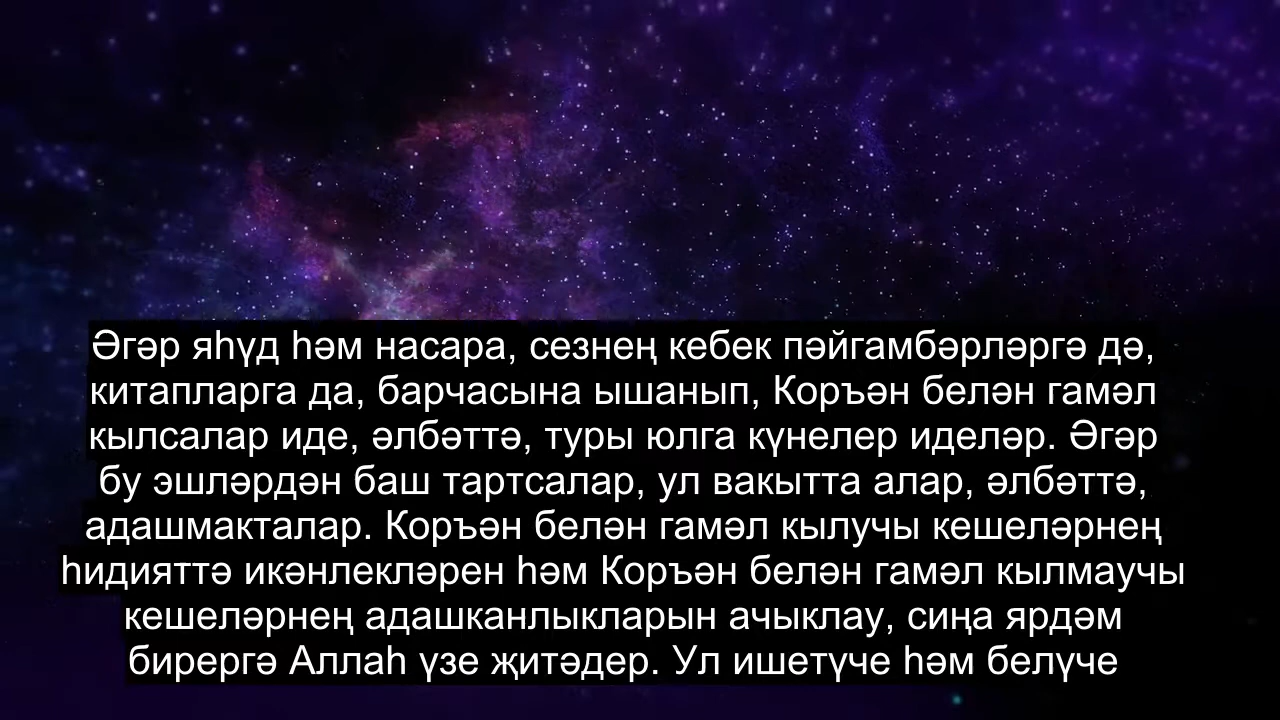 Әгәр яһүд һәм насара, сезнең кебек пәйгамбәрләргә дә,
китапларга да, барчасына ышанып, Коръән белән гамәл
кылсалар иде, әлбәттә, туры юлга күнелер иделәр. Әгәр
бу эшләрдән баш тартсалар, ул вакытта алар, әлбәттә,
адашмакталар. Коръән белән гамәл кылучы кешеләрнең
һидияттә икәнлекләрен һәм Коръән белән гамәл кылмаучы
кешеләрнең адашканлыкларын ачыклау, сиңа ярдәм
бирергә Аллаһ үзе җитәдер. Ул ишетүче һәм белүче